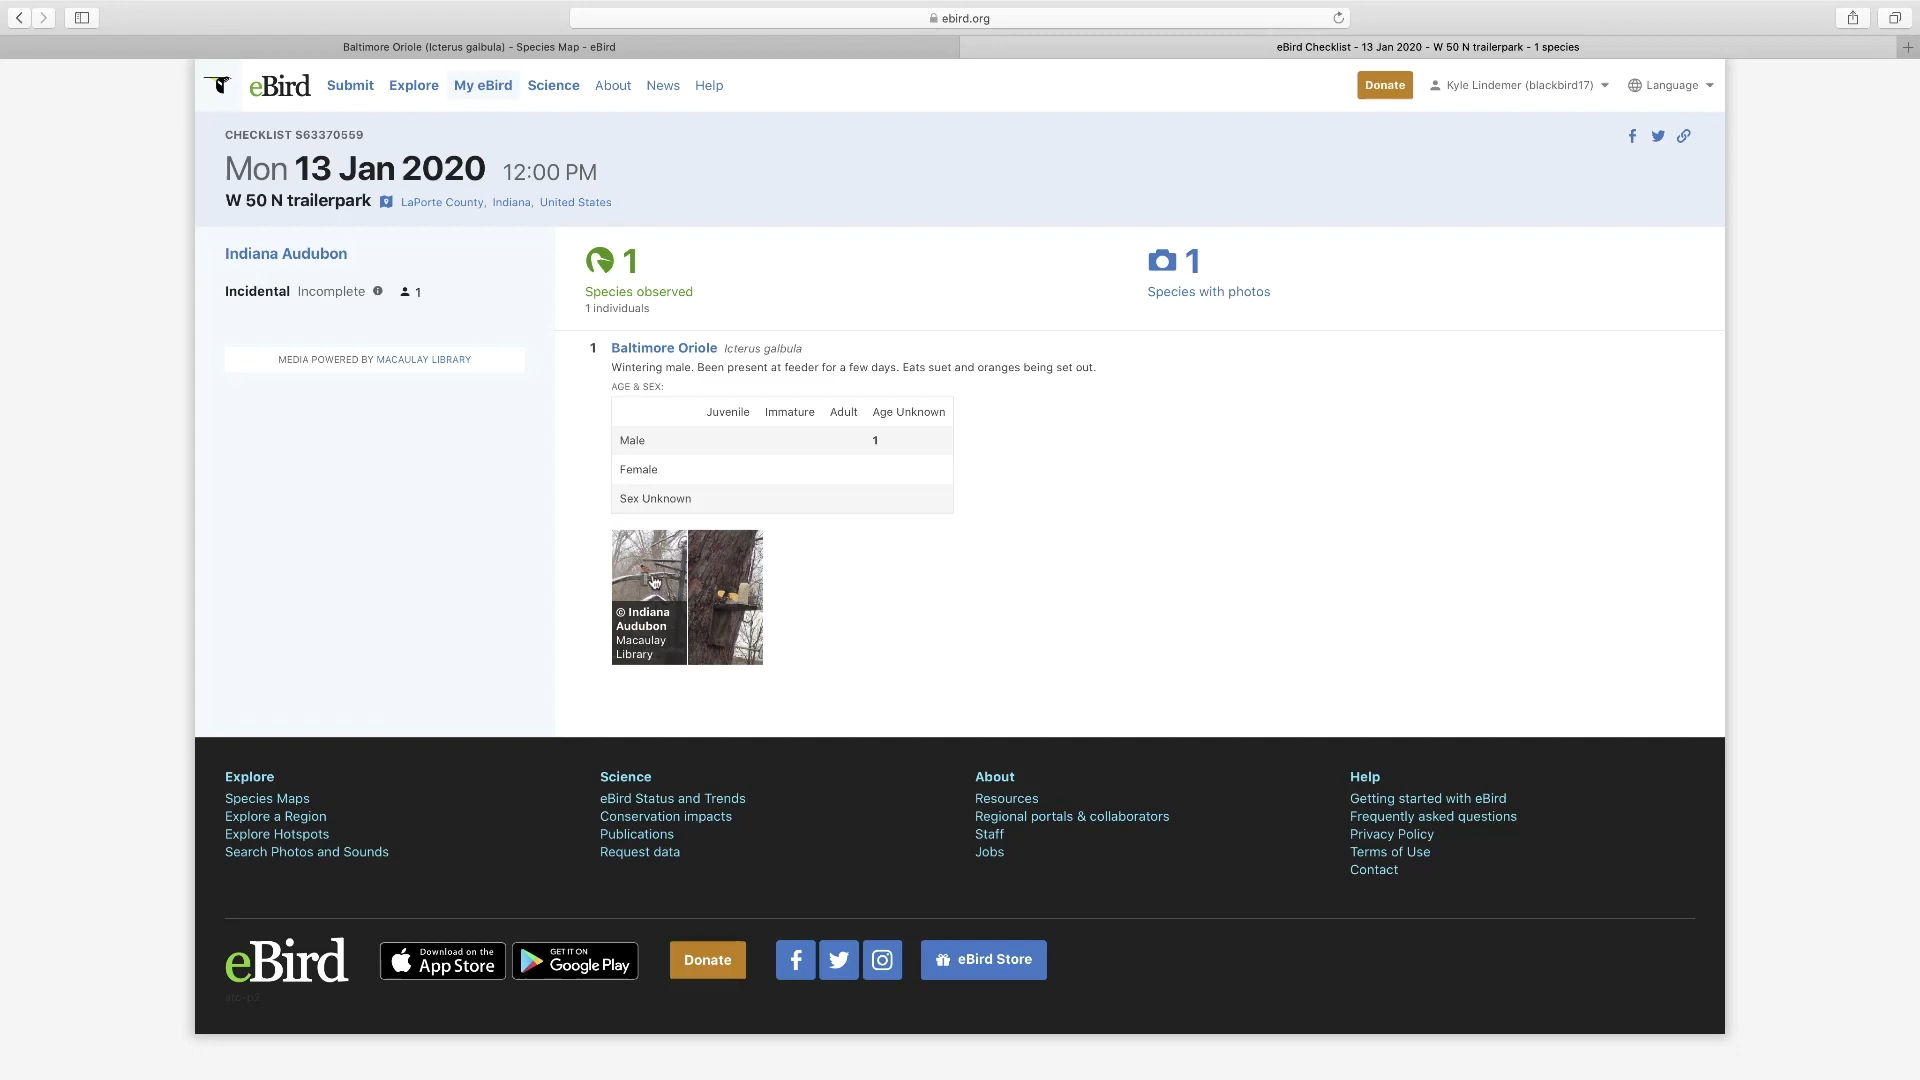 ebird.org
Baltimore Oriole (Icterus galbula) - Species Map - eBird
eBird Checklist - 13 Jan 2020 - W 50 N trailerpark - 1 species
eBird Submit Explore My eBird Science About News Help
Donate Kyle Lindemer (blackbird17) Language
CHECKLIST S63370559
Mon 13 Jan 2020 12:00 PM
W 50 N trailerpark LaPorte County, Indiana, United States
Indiana Audubon
Incidental Incomplete 1
MEDIA POWERED BY MACAULAY LIBRARY
1
Species observed
1 individuals
1
Species with photos
1 Baltimore Oriole Icterus galbula
Wintering male. Been present at feeder for a few days. Eats suet and oranges being set out.
AGE & SEX:
Juvenile Immature Adult Age Unknown
Male 1
Female
Sex Unknown
© Indiana
Audubon
Macaulay
Library
Explore
Species Maps
Explore a Region
Explore Hotspots
Search Photos and Sounds
Science
eBird Status and Trends
Conservation impacts
Publications
Request data
About
Resources
Regional portals & collaborators
Staff
Jobs
Help
Getting started with eBird
Frequently asked questions
Privacy Policy
Terms of Use
Contact
eBird
Download on the
App Store
GET IT ON
Google Play
Donate
eBird Store